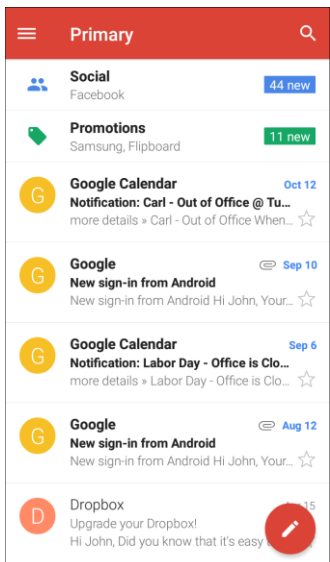 Primary
Social
Facebook
44 new
Promotions
Samsung, Flipboard
11 new
G
Google Calendar
Oct 12
Notification: Carl - Out of Office @ Tu...
more details » Carl - Out of Office When...
G
Google
Sep 10
New sign-in from Android
New sign-in from Android Hi John, Your...
G
Google Calendar
Sep 6
Notification: Labor Day - Office is Clo...
more details » Labor Day - Office is Clo...
G
Google
Aug 12
New sign-in from Android
New sign-in from Android Hi John, Your...
D
Dropbox
15
Upgrade your Dropbox!
Hi John, Did you know that it's easy